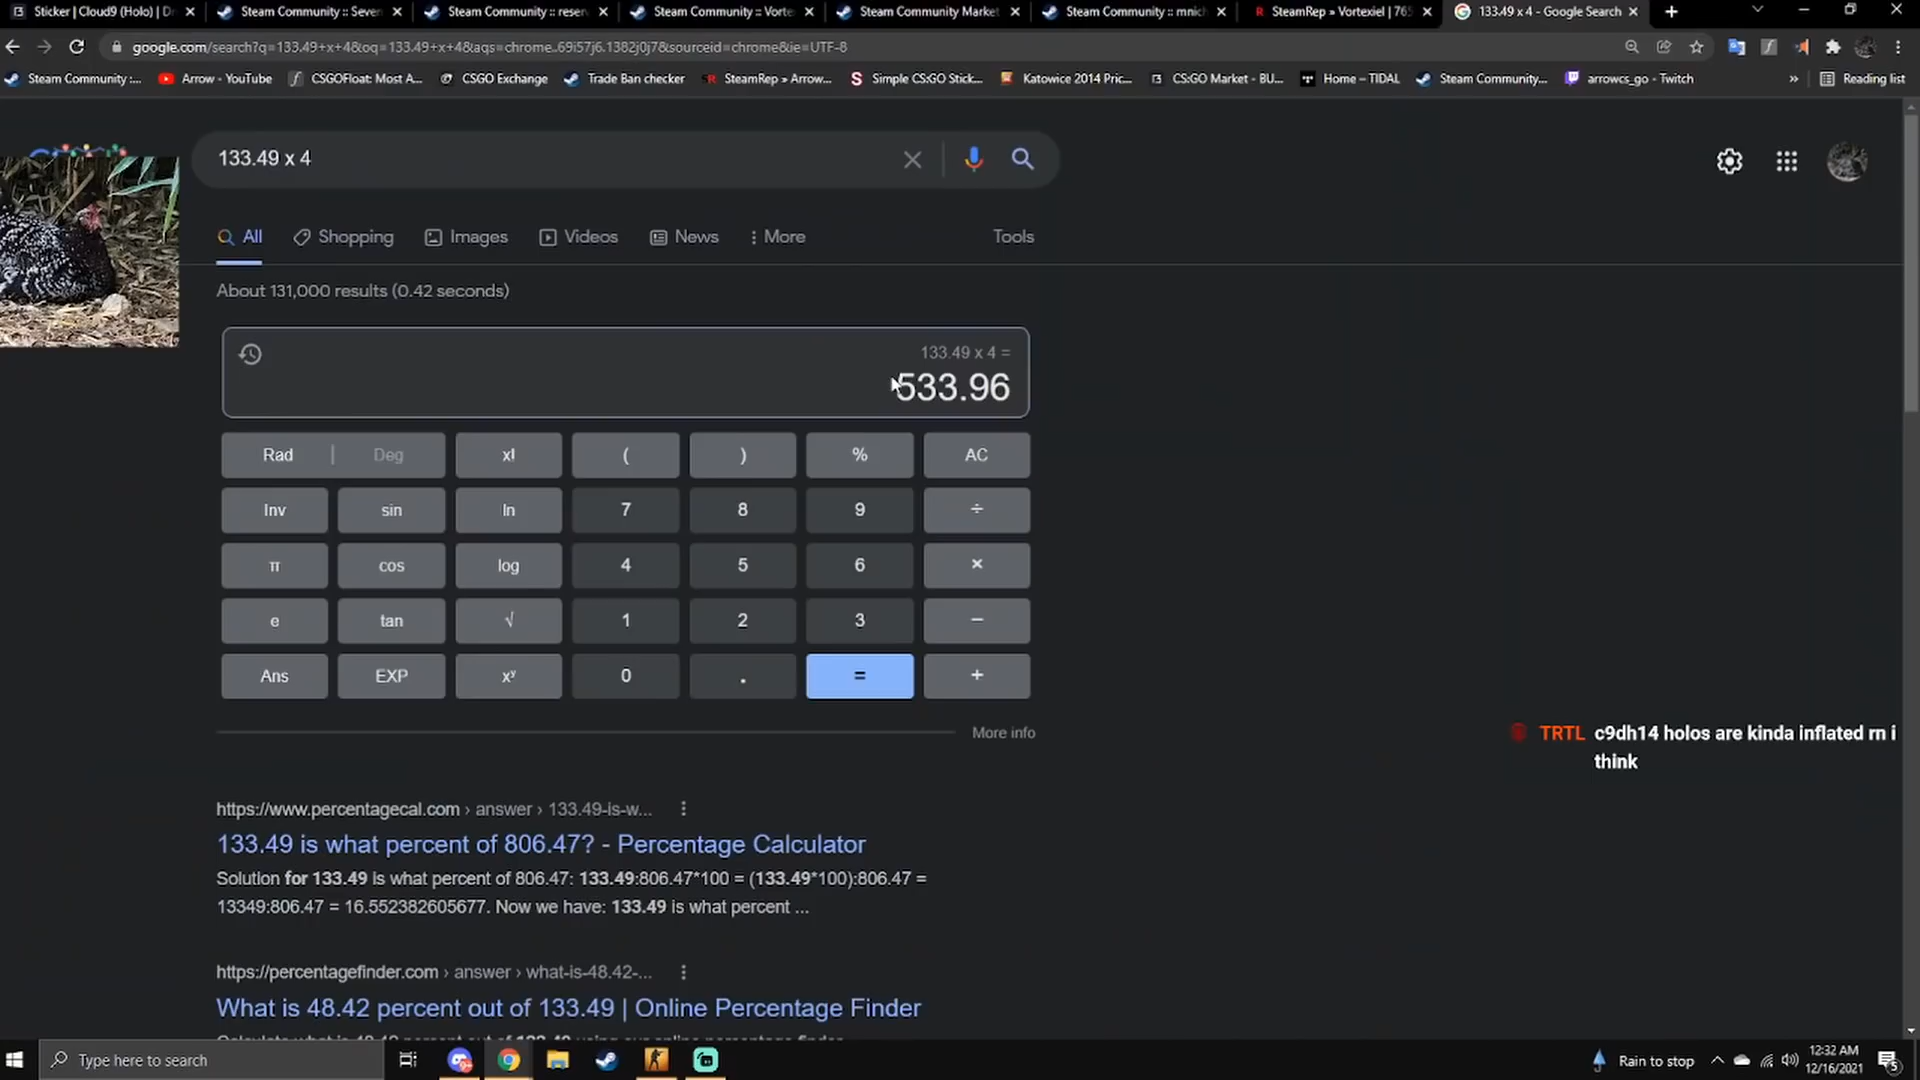 Sticker | Cloud9 (Holo) | Dr
Steam Community :: Seven
Steam Community :: reser
Steam Community :: Vorte
Steam Community Market
Steam Community :: mnich
SteamRep » Vortexiel | 765
133.49 x 4 - Google Search
google.com/search?q=133.49+x+4&oq=133.49+x+4&aqs=chrome..69i57j6.1382j0j7&sourceid=chrome&ie=UTF-8
Steam Community :...
Arrow - YouTube
CSGOFloat: Most A...
CSGO Exchange
Trade Ban checker
SteamRep » Arrow...
Simple CS:GO Stick...
Katowice 2014 Pric...
CS:GO Market - BU...
Home – TIDAL
Steam Community...
arrowcs_go - Twitch
»
Reading list
133.49 x 4
All
Shopping
Images
Videos
News
More
Tools
About 131,000 results (0.42 seconds)
133.49 x 4 =
533.96
Rad | Deg x! ( ) % AC
Inv sin ln 7 8 9 ÷
π cos log 4 5 6 ×
e tan √ 1 2 3 −
Ans EXP xʸ 0 . = +
More info
TRTL c9dh14 holos are kinda inflated rn i
think
https://www.percentagecal.com › answer › 133.49-is-w...
133.49 is what percent of 806.47? - Percentage Calculator
Solution for 133.49 is what percent of 806.47: 133.49:806.47*100 = (133.49*100):806.47 =
13349:806.47 = 16.552382605677. Now we have: 133.49 is what percent ...
https://percentagefinder.com › answer › what-is-48.42-...
What is 48.42 percent out of 133.49 | Online Percentage Finder
Type here to search
Rain to stop
12:32 AM
12/16/2021
5